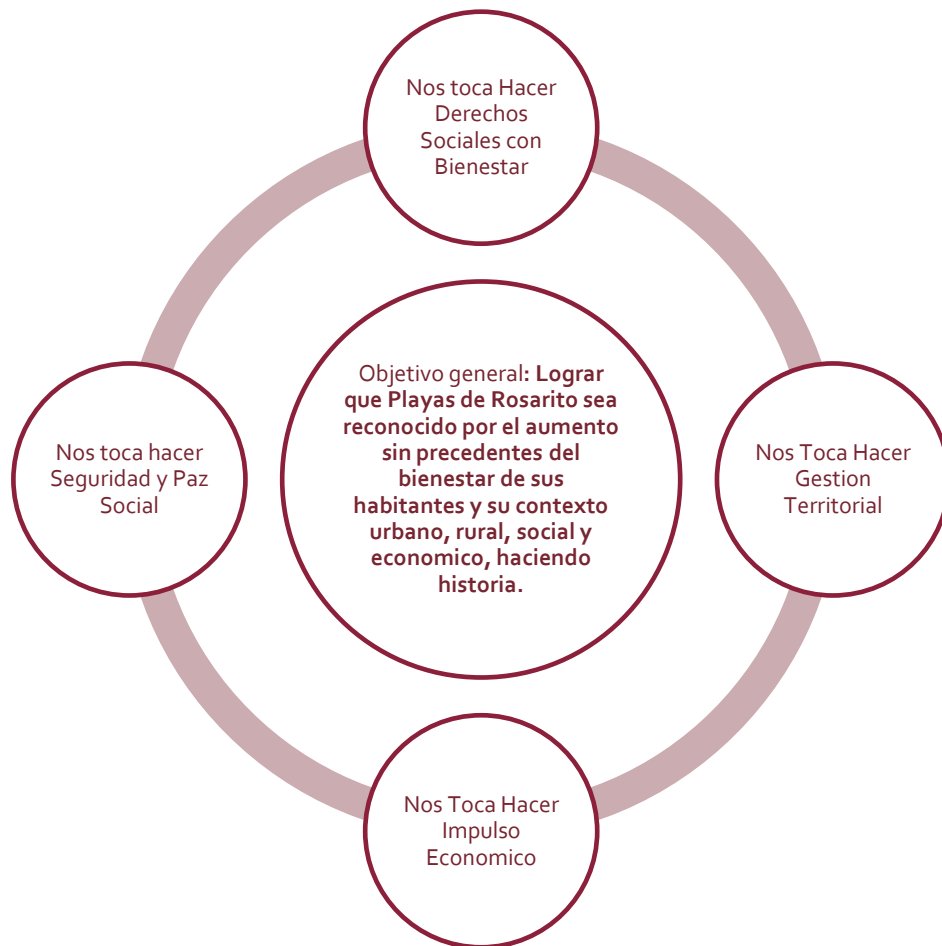 Nos toca Hacer
Derechos
Sociales con
Bienestar
Objetivo general: Lograr
que Playas de Rosarito sea
reconocido por el aumento
sin precedentes del
bienestar de sus
habitantes y su contexto
urbano, rural, social y
economico, haciendo
historia.
Nos toca hacer
Seguridad y Paz
Social
Nos Toca Hacer
Gestion
Territorial
Nos Toca Hacer
Impulso
Economico